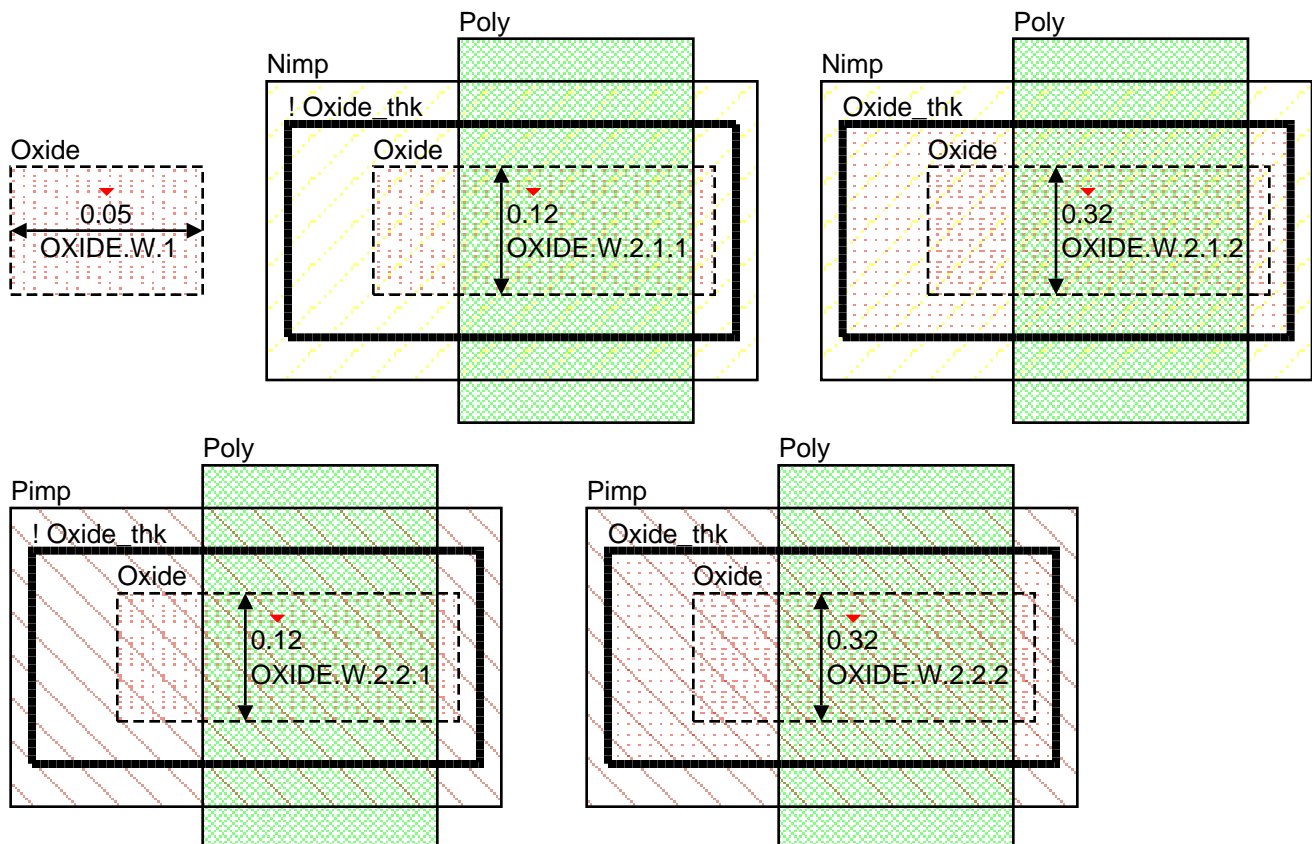 Poly
Poly
Nimp
Nimp
! Oxide_thk
Oxide_thk
Oxide
Oxide
Oxide
0.05
OXIDE.W.1
0.12
OXIDE.W.2.1.1
0.32
OXIDE.W.2.1.2
Poly
Poly
Pimp
Pimp
! Oxide_thk
Oxide_thk
Oxide
Oxide
0.12
OXIDE.W.2.2.1
0.32
OXIDE.W.2.2.2